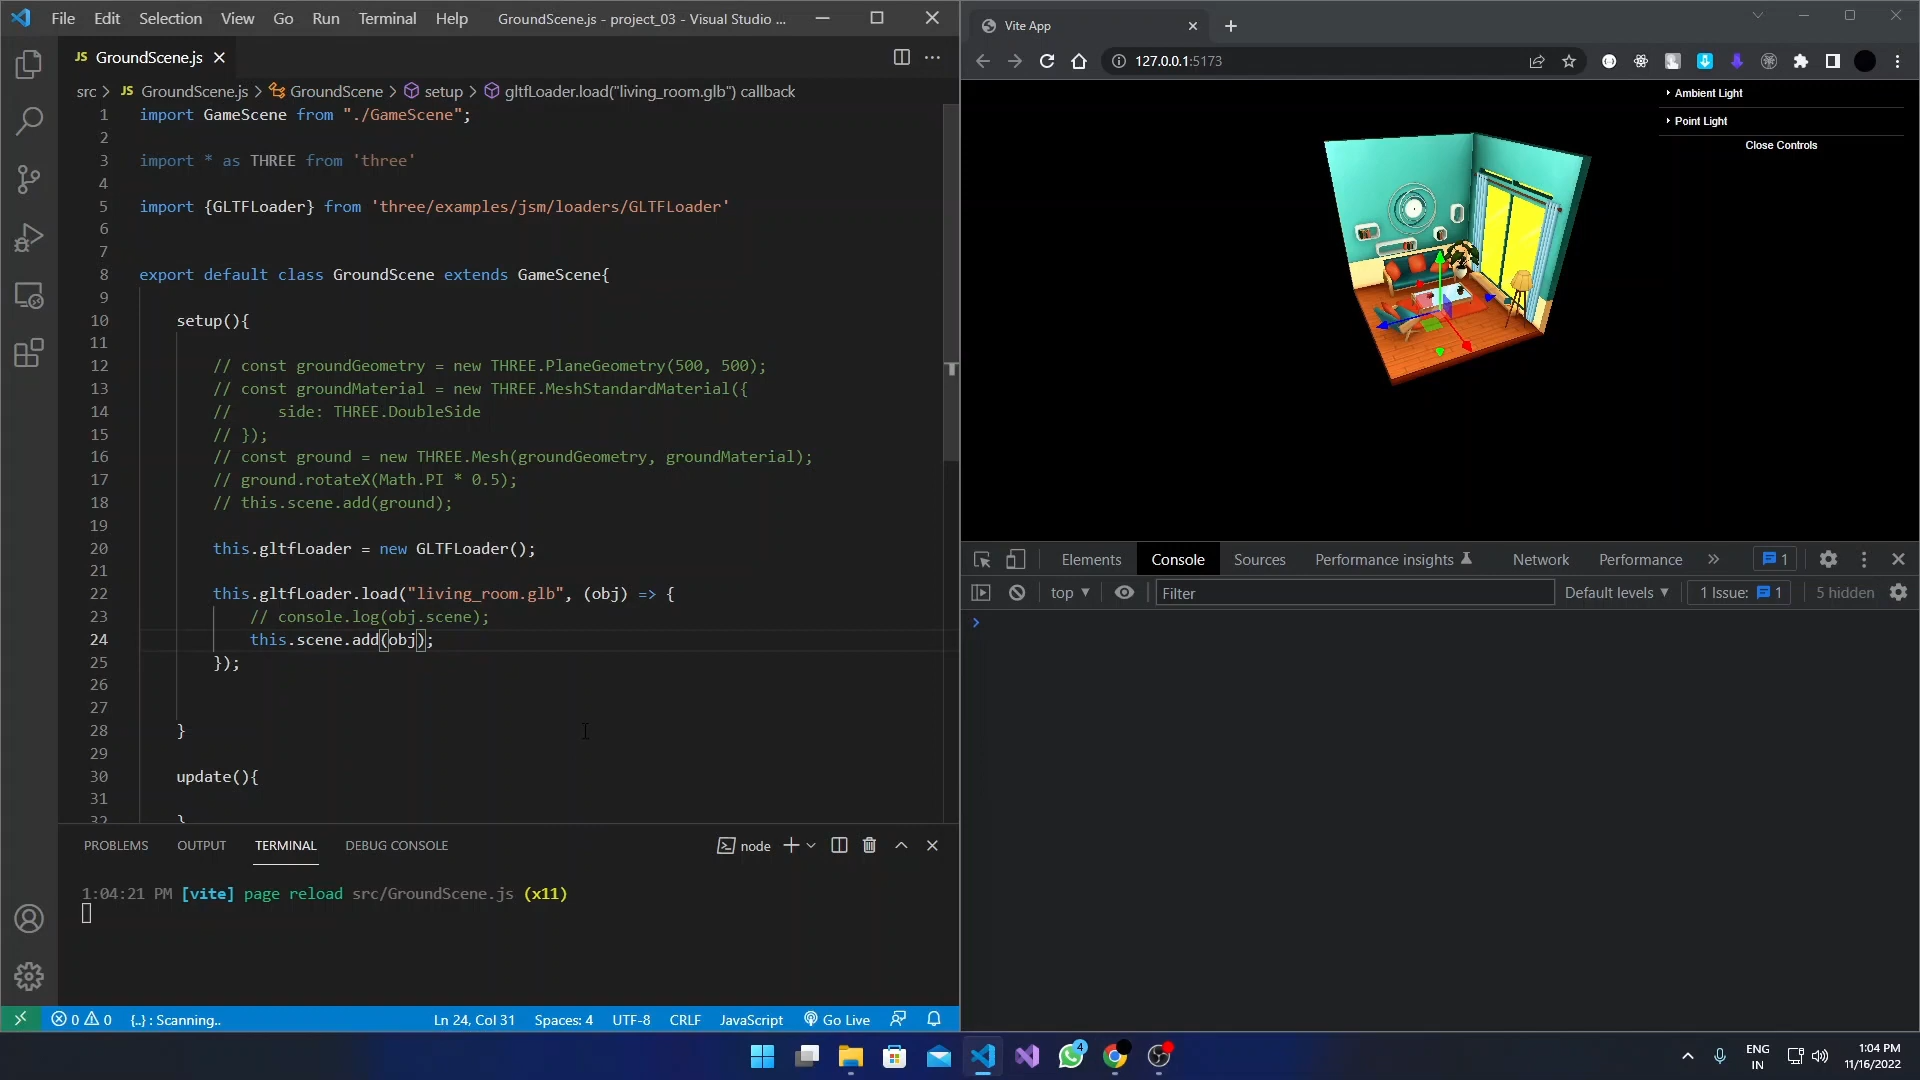 File Edit Selection View Go Run Terminal Help GroundScene.js - project_03 - Visual Studio ...
JS GroundScene.js
src > JS GroundScene.js > GroundScene > setup > gltfLoader.load("living_room.glb") callback
1 import GameScene from "./GameScene";
2
3 import * as THREE from 'three'
4
5 import {GLTFLoader} from 'three/examples/jsm/loaders/GLTFLoader'
6
7
8 export default class GroundScene extends GameScene{
9
10 setup(){
11
12 // const groundGeometry = new THREE.PlaneGeometry(500, 500);
13 // const groundMaterial = new THREE.MeshStandardMaterial({
14 //     side: THREE.DoubleSide
15 // });
16 // const ground = new THREE.Mesh(groundGeometry, groundMaterial);
17 // ground.rotateX(Math.PI * 0.5);
18 // this.scene.add(ground);
19
20 this.gltfLoader = new GLTFLoader();
21
22 this.gltfLoader.load("living_room.glb", (obj) => {
23 // console.log(obj.scene);
24 this.scene.add(obj);
25 });
26
27
28 }
29
30 update(){
31
32 }
PROBLEMS OUTPUT TERMINAL DEBUG CONSOLE node
1:04:21 PM [vite] page reload src/GroundScene.js (x11)
0 0 {..} : Scanning.. Ln 24, Col 31 Spaces: 4 UTF-8 CRLF JavaScript Go Live
Vite App
127.0.0.1:5173
Ambient Light
Point Light
Close Controls
Elements Console Sources Performance insights Network Performance » 1
top Filter Default levels 1 Issue: 1 5 hidden
4
ENG
IN
1:04 PM
11/16/2022